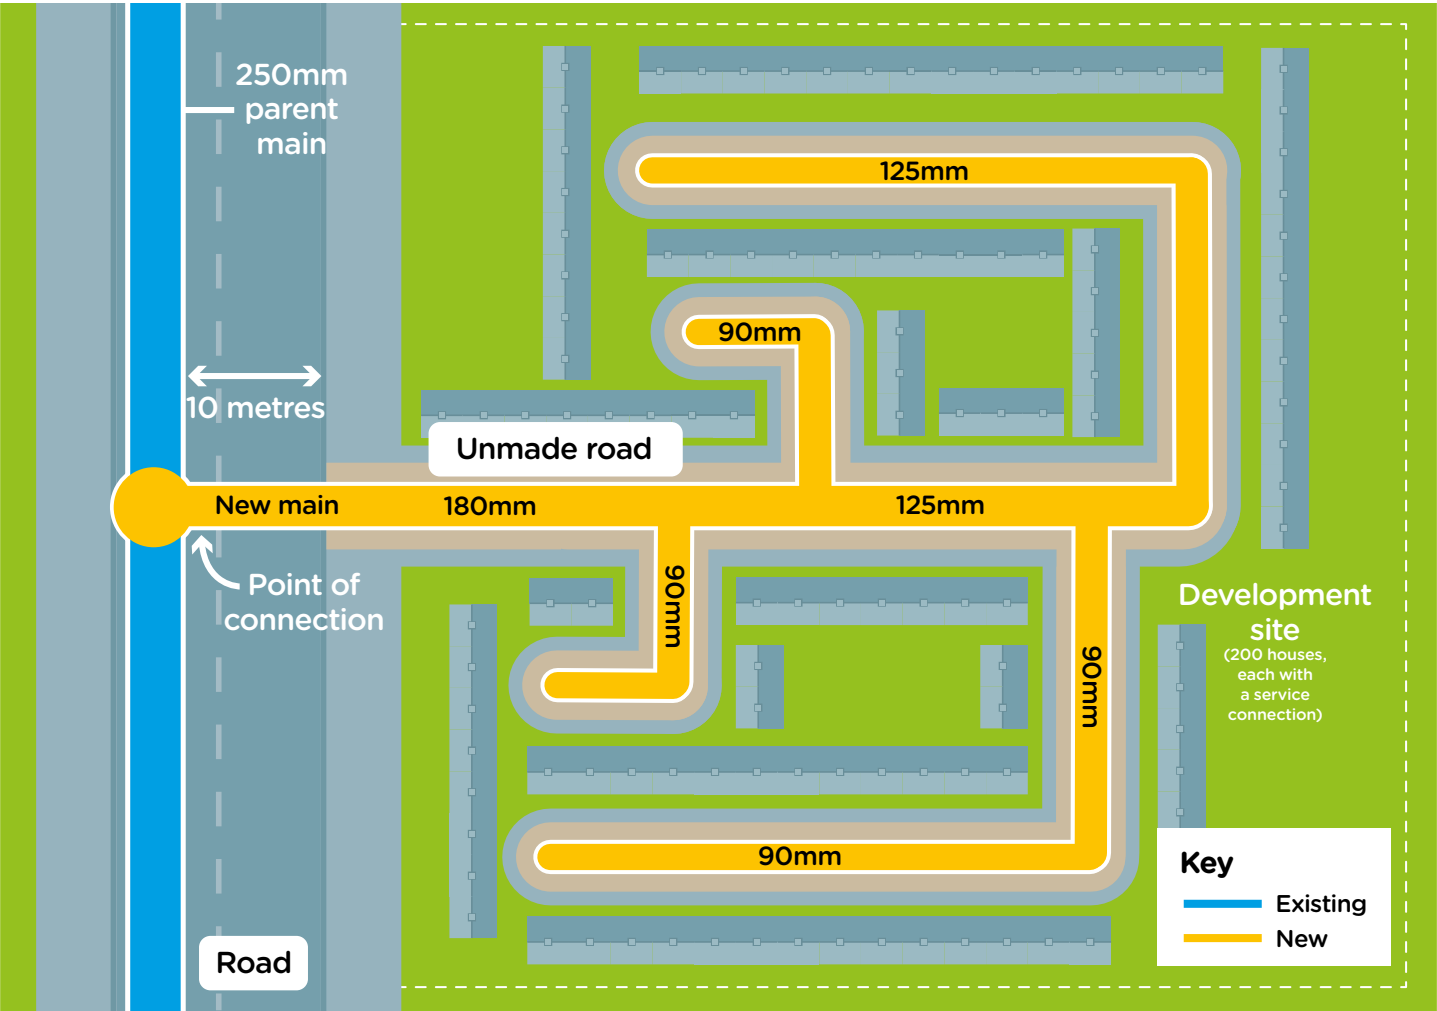 250mm
parent
main
125mm
90mm
10 metres
Unmade road
New main
180mm
125mm
Point of
connection
90mm
90mm
Development
site
(200 houses,
each with
a service
connection)
90mm
Road
Key
Existing
New